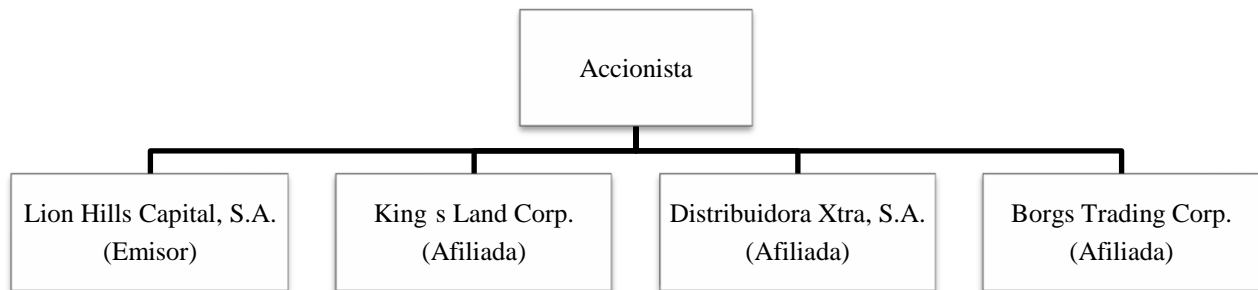 Accionista
Lion Hills Capital, S.A.
(Emisor)
King s Land Corp.
(Afiliada)
Distribuidora Xtra, S.A.
(Afiliada)
Borgs Trading Corp.
(Afiliada)